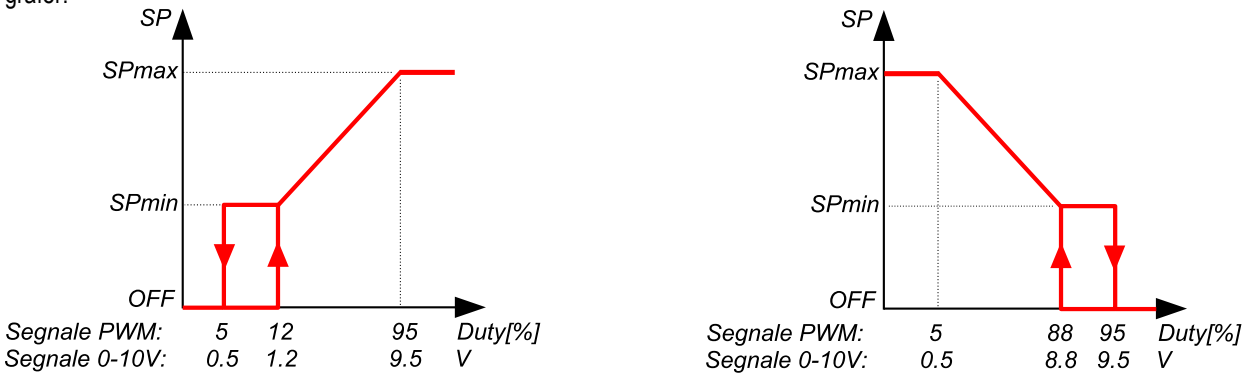 grafer:
SP
SPmax
SPmin
OFF
Segnale PWM: 5 12 95 Duty[%]
Segnale 0-10V: 0.5 1.2 9.5 V
SP
SPmax
SPmin
OFF
Segnale PWM: 5 88 95 Duty[%]
Segnale 0-10V: 0.5 8.8 9.5 V